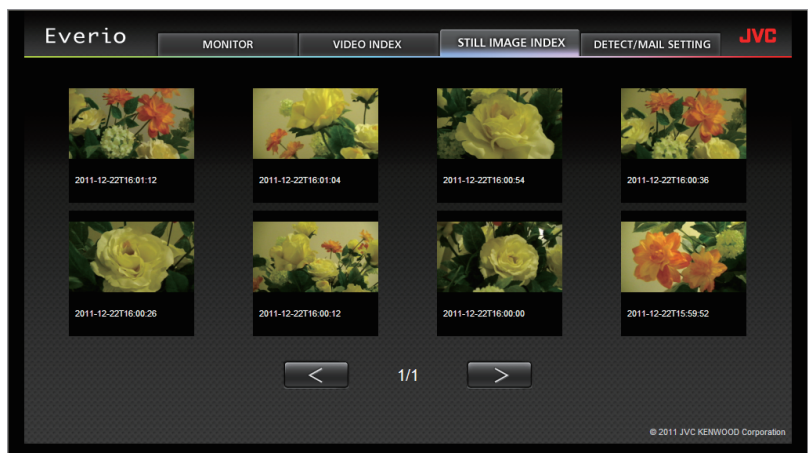 Everio
MONITOR
VIDEO INDEX
STILL IMAGE INDEX
DETECT/MAIL SETTING
JVC
2011-12-22T16:01:12
2011-12-22T16:01:04
2011-12-22T16:00:54
2011-12-22T16:00:36
2011-12-22T16:00:26
2011-12-22T16:00:12
2011-12-22T16:00:00
2011-12-22T15:59:52
<
1/1
>
© 2011 JVC KENWOOD Corporation